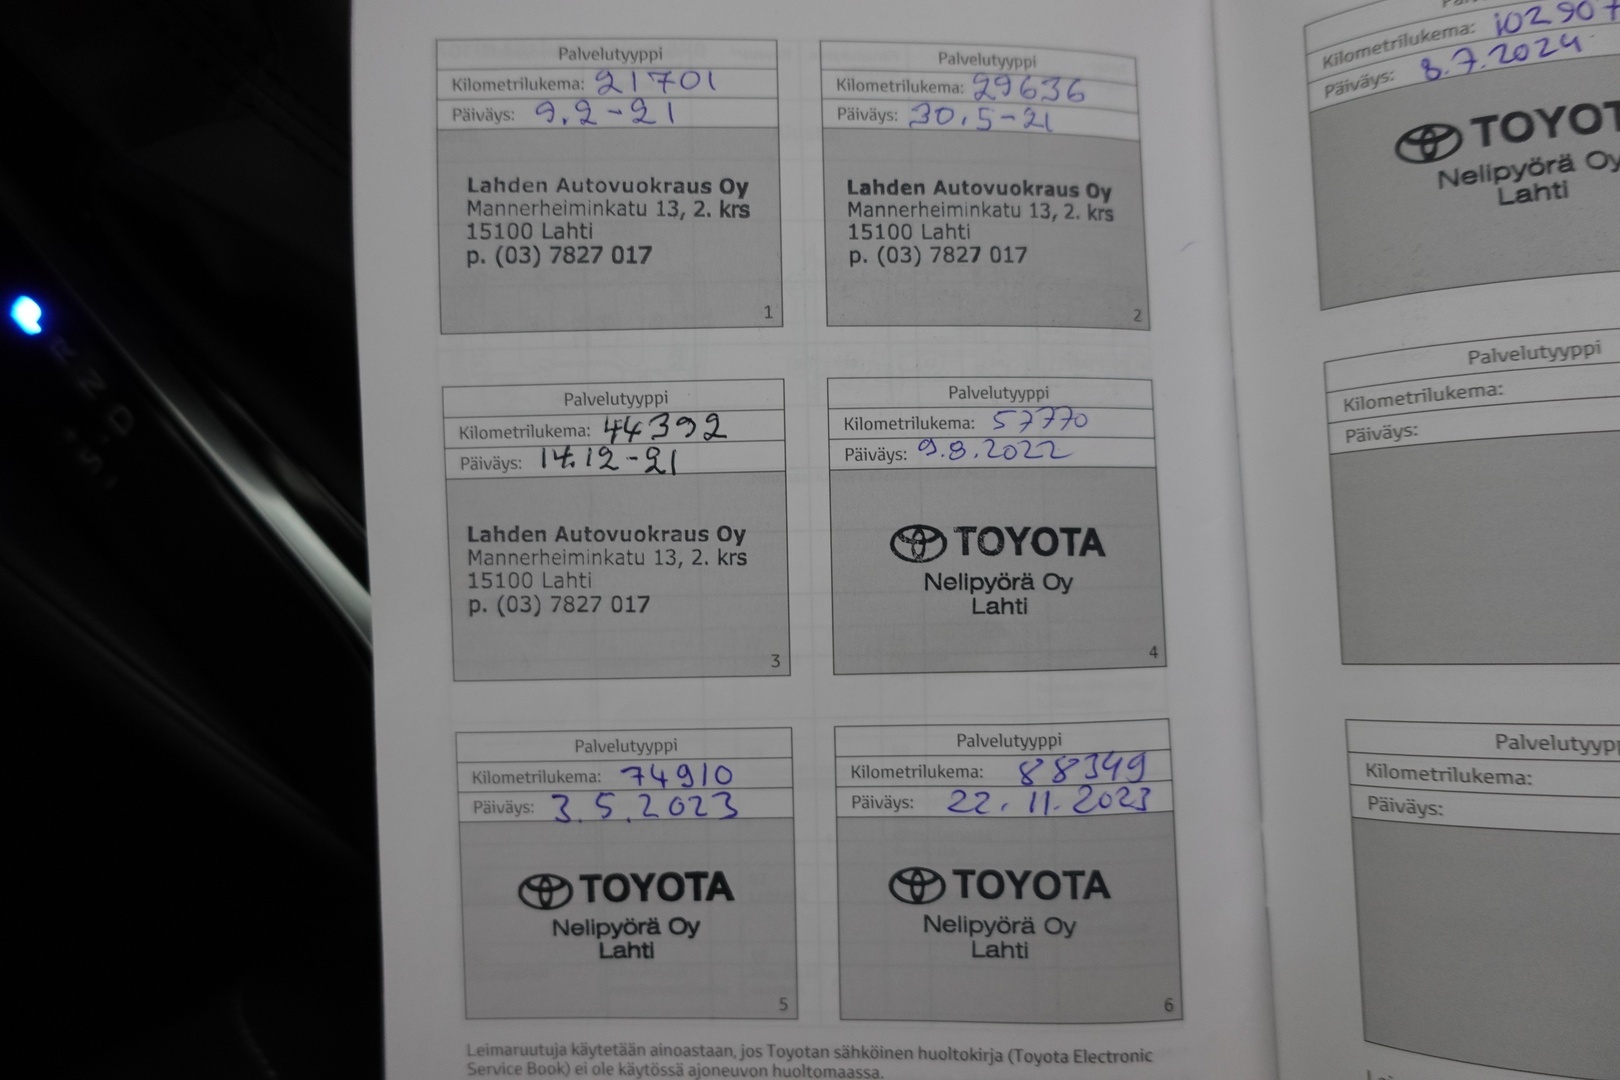 Palvelutyyppi
Kilometrilukema: 21701
Päiväys: 9.2-21
Lahden Autovuokraus Oy
Mannerheiminkatu 13, 2. krs
15100 Lahti
p. (03) 7827 017
1
Palvelutyyppi
Kilometrilukema: 29636
Päiväys: 30.5-21
Lahden Autovuokraus Oy
Mannerheiminkatu 13, 2. krs
15100 Lahti
p. (03) 7827 017
2
Palvelutyyppi
Kilometrilukema: 44392
Päiväys: 14.12-21
Lahden Autovuokraus Oy
Mannerheiminkatu 13, 2. krs
15100 Lahti
p. (03) 7827 017
3
Palvelutyyppi
Kilometrilukema: 57770
Päiväys: 9.8.2022
TOYOTA
Nelipyörä Oy
Lahti
4
Palvelutyyppi
Kilometrilukema: 74910
Päiväys: 3.5.2023
TOYOTA
Nelipyörä Oy
Lahti
5
Palvelutyyppi
Kilometrilukema: 88349
Päiväys: 22.11.2023
TOYOTA
Nelipyörä Oy
Lahti
6
Leimaruutuja käytetään ainoastaan, jos Toyotan sähköinen huoltokirja (Toyota Electronic
Service Book) ei ole käytössä ajoneuvon huoltomaassa.
Kilometrilukema: 102907
Päiväys: 8.7.2024
TOYOT
Nelipyörä Oy
Lahti
Palvelutyyppi
Kilometrilukema:
Päiväys:
Palvelutyypp
Kilometrilukema:
Päiväys:
R
N
D
S